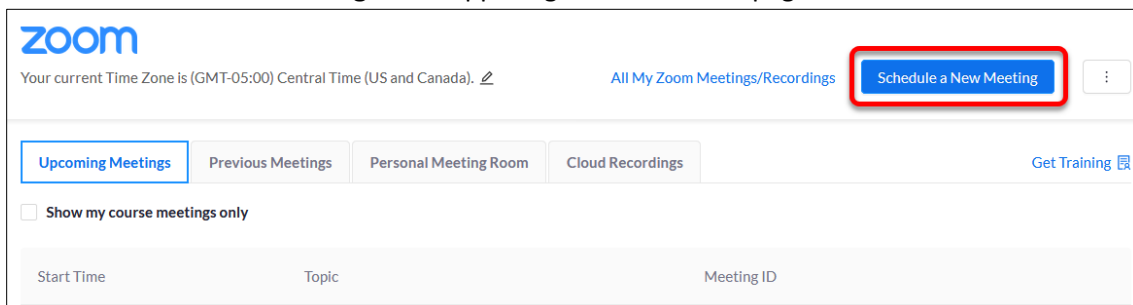 zoom
Your current Time Zone is (GMT-05:00) Central Time (US and Canada).
All My Zoom Meetings/Recordings
Schedule a New Meeting
Upcoming Meetings
Previous Meetings
Personal Meeting Room
Cloud Recordings
Get Training
Show my course meetings only
Start Time
Topic
Meeting ID